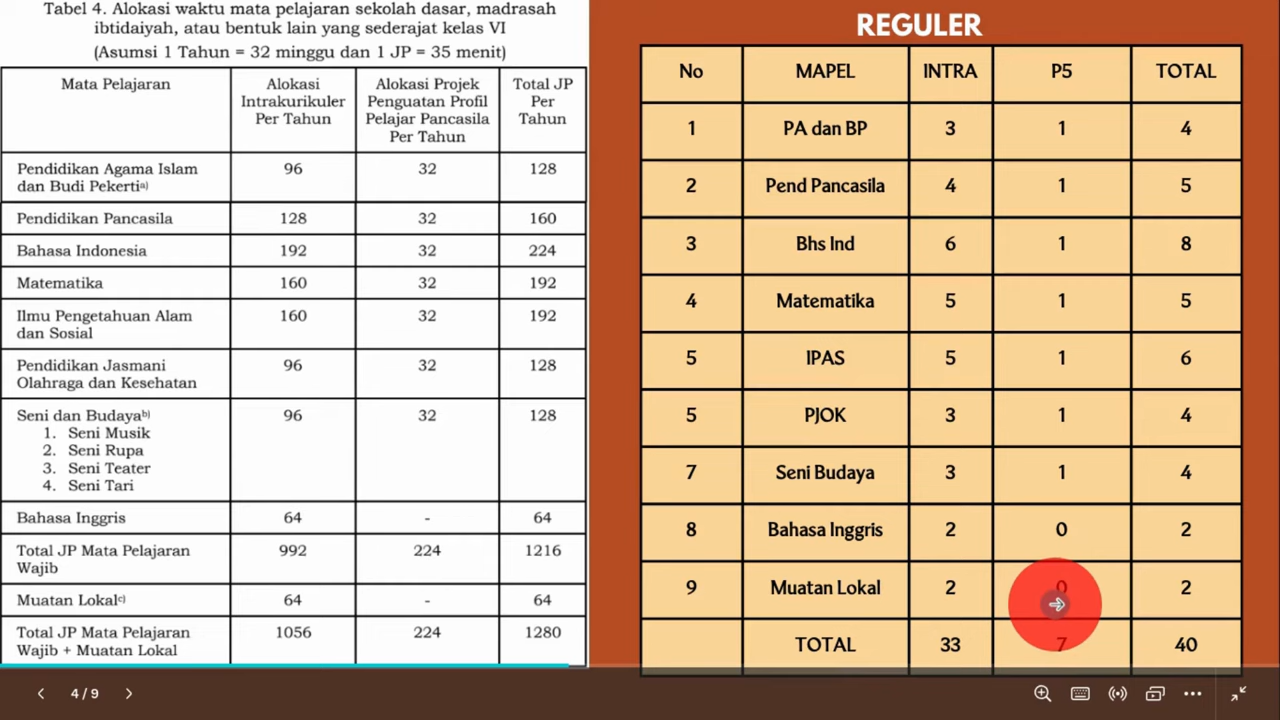 Tabel 4. Alokasi waktu mata pelajaran sekolah dasar, madrasah
ibtidaiyah, atau bentuk lain yang sederajat kelas VI
(Asumsi 1 Tahun = 32 minggu dan 1 JP = 35 menit)
Mata Pelajaran
Alokasi
Intrakurikuler
Per Tahun
Alokasi Projek
Penguatan Profil
Pelajar Pancasila
Per Tahun
Total JP
Per
Tahun
Pendidikan Agama Islam
dan Budi Pekertia) 96 32 128
Pendidikan Pancasila 128 32 160
Bahasa Indonesia 192 32 224
Matematika 160 32 192
Ilmu Pengetahuan Alam
dan Sosial 160 32 192
Pendidikan Jasmani
Olahraga dan Kesehatan 96 32 128
Seni dan Budayab) 96 32 128
1. Seni Musik
2. Seni Rupa
3. Seni Teater
4. Seni Tari
Bahasa Inggris 64 - 64
Total JP Mata Pelajaran
Wajib 992 224 1216
Muatan Lokalc) 64 - 64
Total JP Mata Pelajaran
Wajib + Muatan Lokal 1056 224 1280
REGULER
No MAPEL INTRA P5 TOTAL
1 PA dan BP 3 1 4
2 Pend Pancasila 4 1 5
3 Bhs Ind 6 1 8
4 Matematika 5 1 5
5 IPAS 5 1 6
5 PJOK 3 1 4
7 Seni Budaya 3 1 4
8 Bahasa Inggris 2 0 2
9 Muatan Lokal 2 0 2
TOTAL 33 7 40
4 / 9